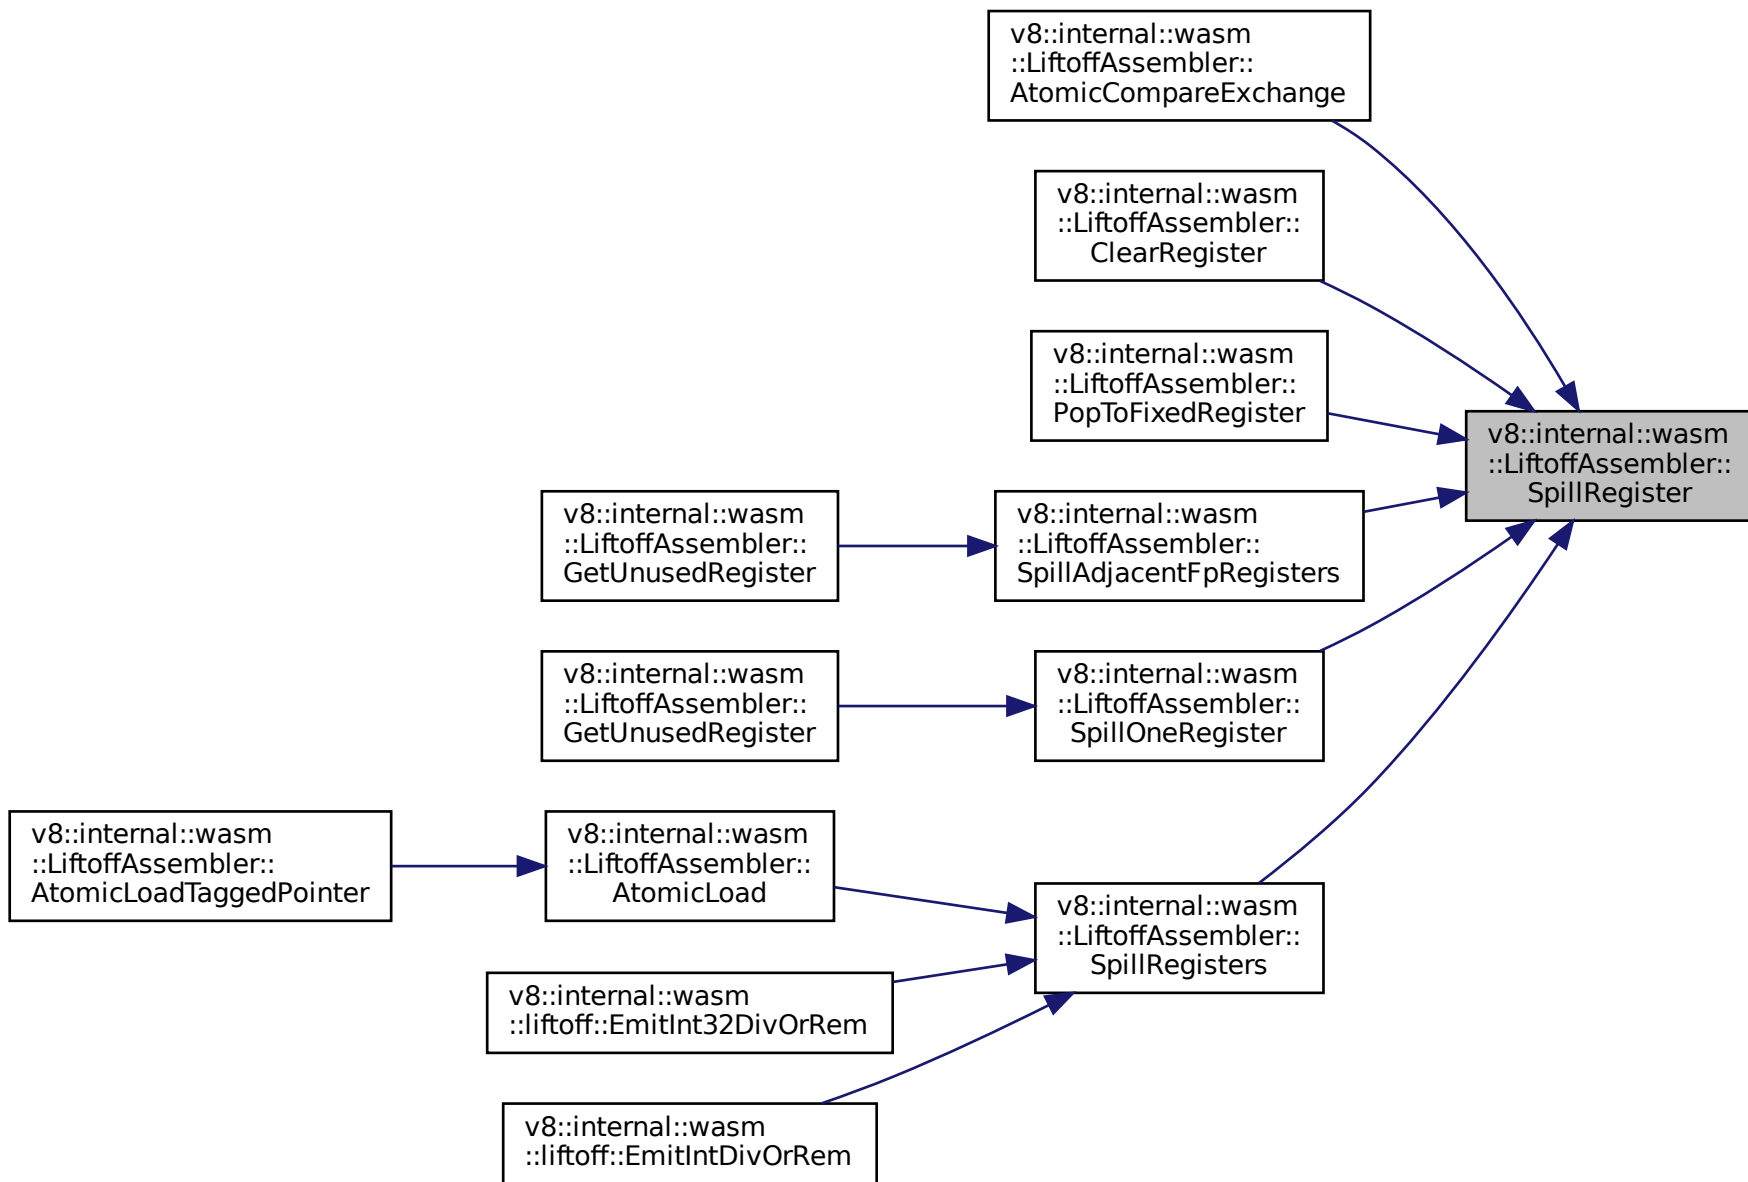 v8::internal::wasm
::LiftoffAssembler::
AtomicCompareExchange
v8::internal::wasm
::LiftoffAssembler::
ClearRegister
v8::internal::wasm
::LiftoffAssembler::
PopToFixedRegister
v8::internal::wasm
::LiftoffAssembler::
SpillRegister
v8::internal::wasm
::LiftoffAssembler::
GetUnusedRegister
v8::internal::wasm
::LiftoffAssembler::
SpillAdjacentFpRegisters
v8::internal::wasm
::LiftoffAssembler::
GetUnusedRegister
v8::internal::wasm
::LiftoffAssembler::
SpillOneRegister
v8::internal::wasm
::LiftoffAssembler::
AtomicLoadTaggedPointer
v8::internal::wasm
::LiftoffAssembler::
AtomicLoad
v8::internal::wasm
::LiftoffAssembler::
SpillRegisters
v8::internal::wasm
::liftoff::EmitInt32DivOrRem
v8::internal::wasm
::liftoff::EmitIntDivOrRem